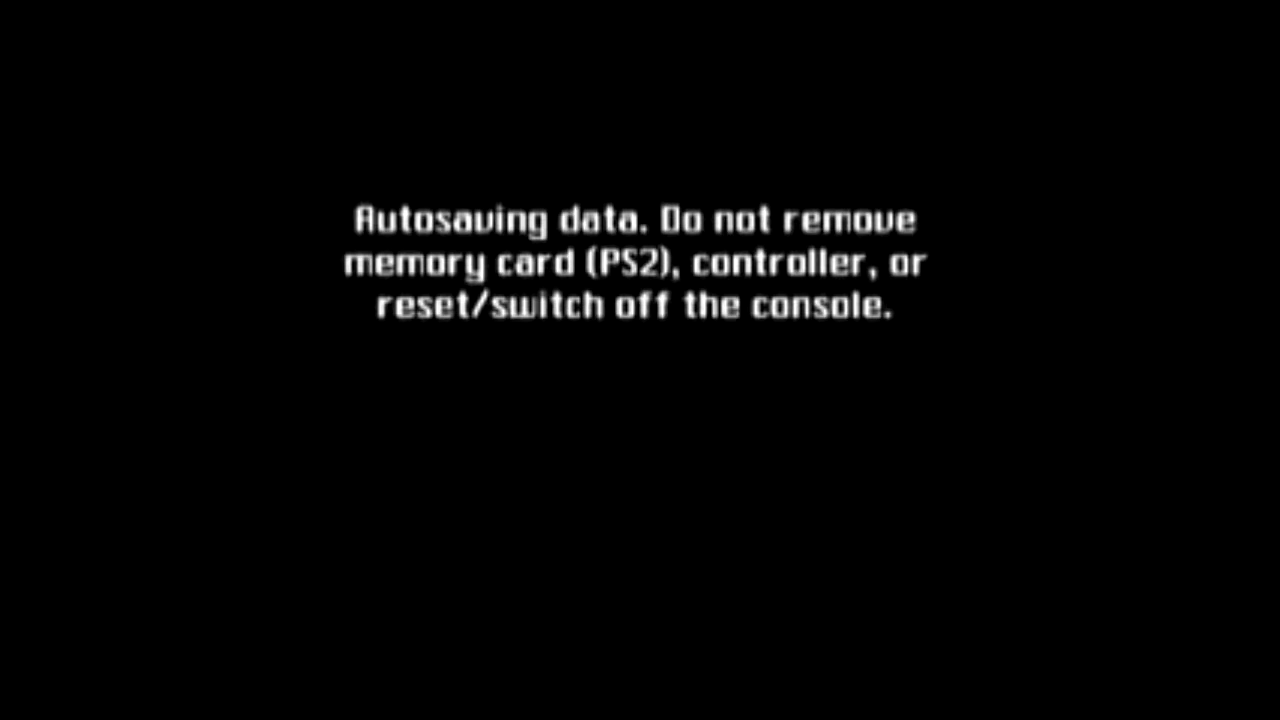 Autosaving data. Do not remove
memory card (PS2), controller, or
reset/switch off the console.